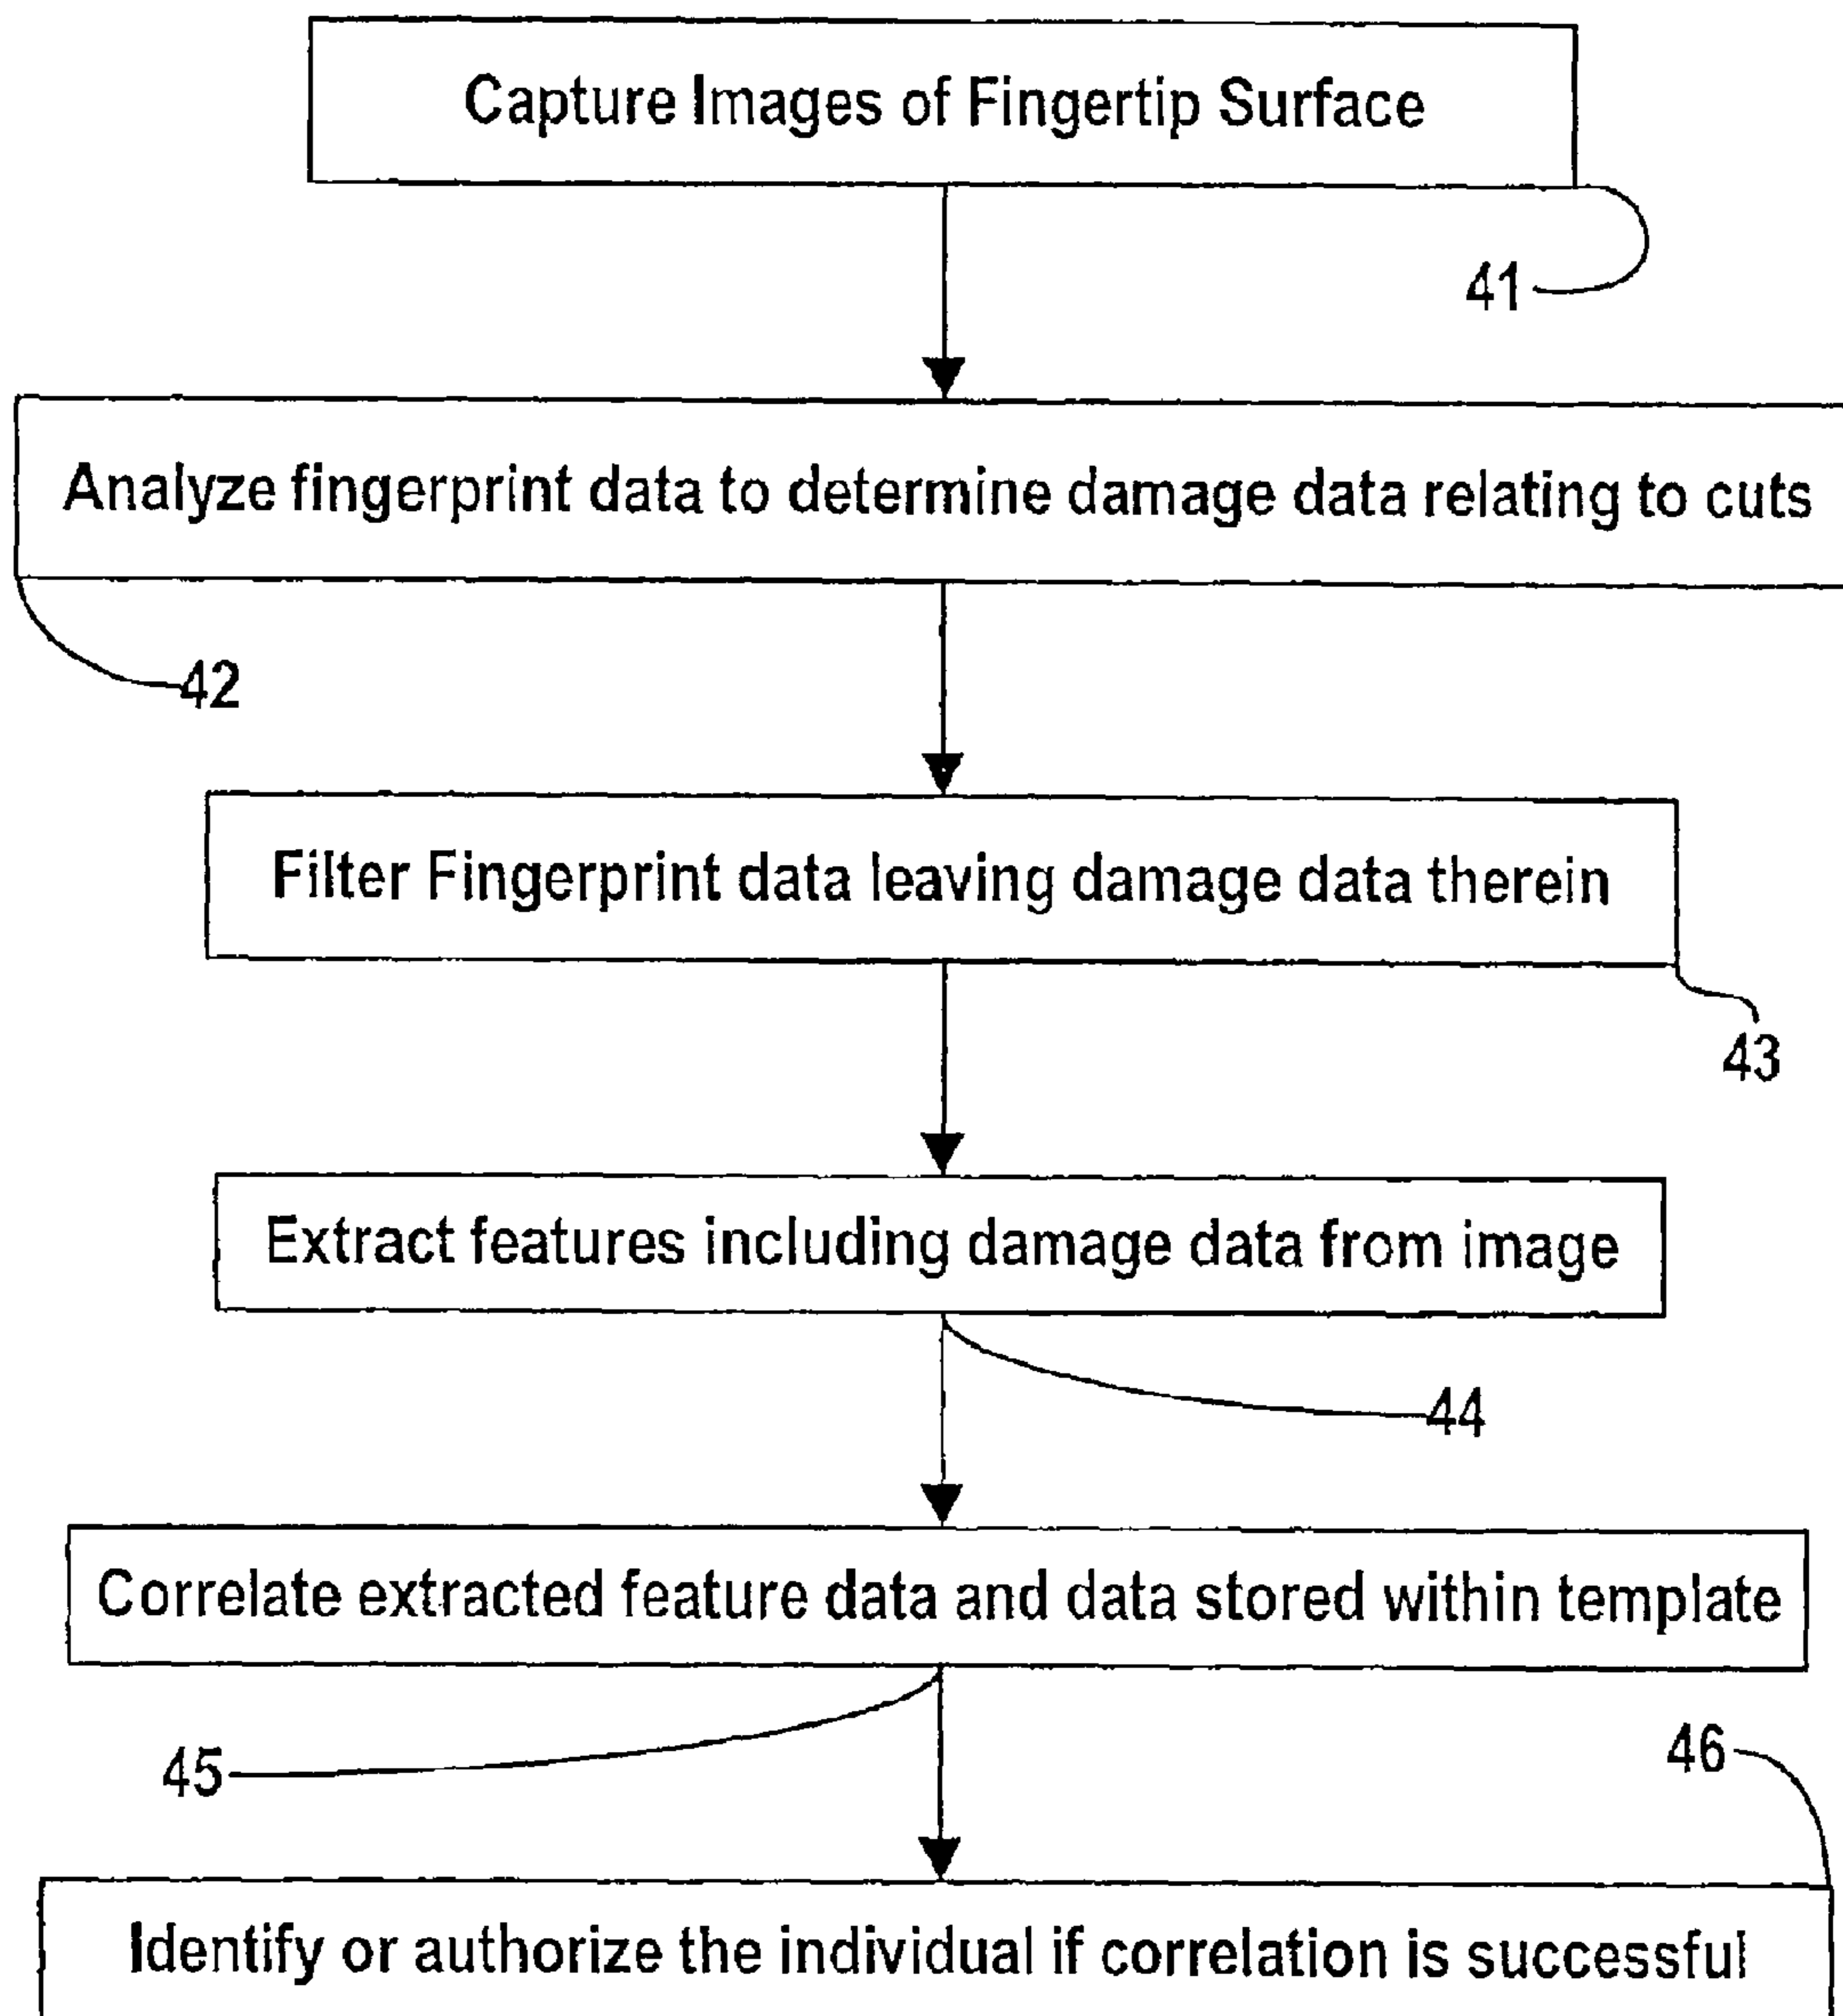 Capture Images of Fingertip Surface
41
Analyze fingerprint data to determine damage data relating to cuts
42
Filter Fingerprint data leaving damage data therein
43
Extract features including damage data from image
44
Correlate extracted feature data and data stored within template
45
46
Identify or authorize the individual if correlation is successful